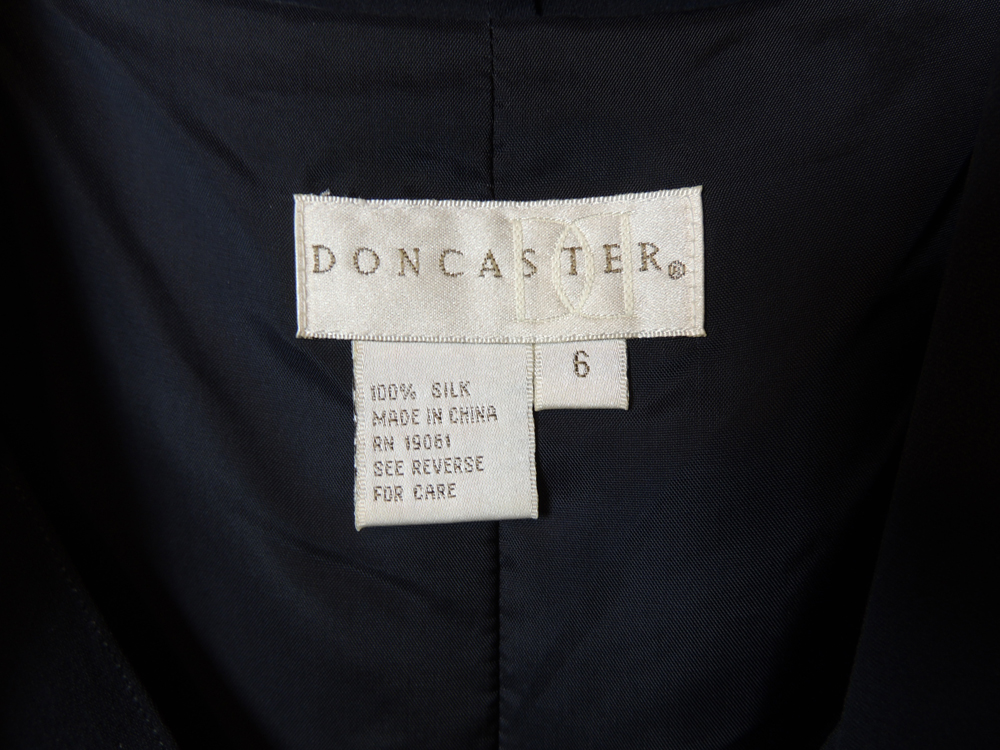 DONCASTER®
6
100% SILK
MADE IN CHINA
RN 19061
SEE REVERSE
FOR CARE